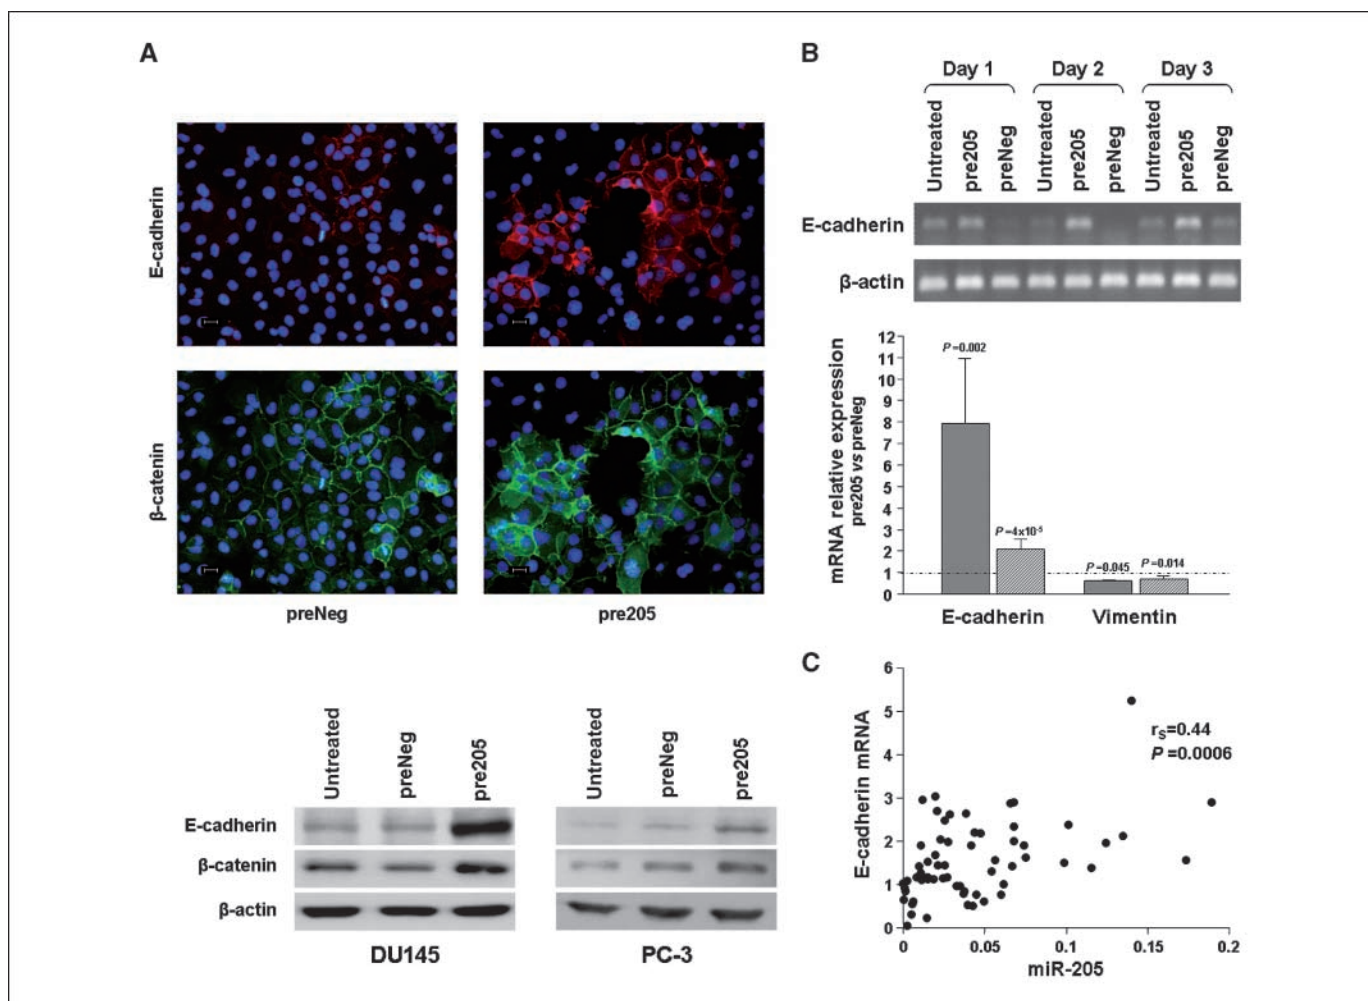 A
E-cadherin
β-catenin
preNeg
pre205
Untreated
preNeg
pre205
Untreated
preNeg
pre205
E-cadherin
β-catenin
β-actin
DU145
PC-3
B
Day 1
Day 2
Day 3
Untreated
pre205
preNeg
Untreated
pre205
preNeg
Untreated
pre205
preNeg
E-cadherin
β-actin
mRNA relative expression
pre205 vs preNeg
12
11
10
9
8
7
6
5
4
3
2
1
0
P =0.002
P =4x10⁻⁵
P =0.045
P =0.014
E-cadherin
Vimentin
C
E-cadherin mRNA
6
5
4
3
2
1
0
rS=0.44
P =0.0006
0
0.05
0.1
0.15
0.2
miR-205